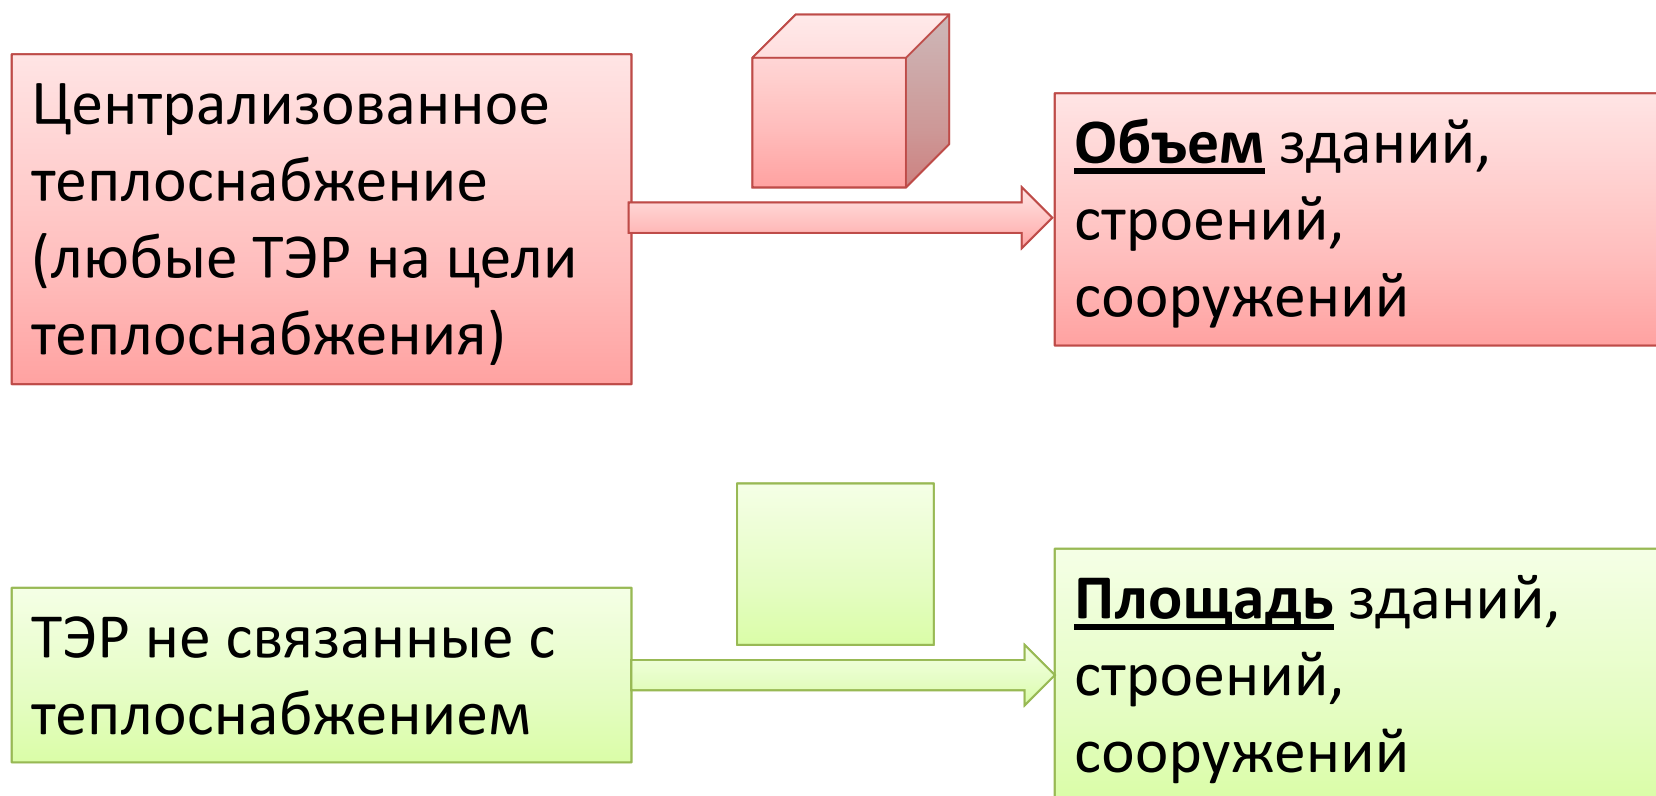 Централизованное
теплоснабжение
(любые ТЭР на цели
теплоснабжения)
Объем зданий,
строений,
сооружений
ТЭР не связанные с
теплоснабжением
Площадь зданий,
строений,
сооружений